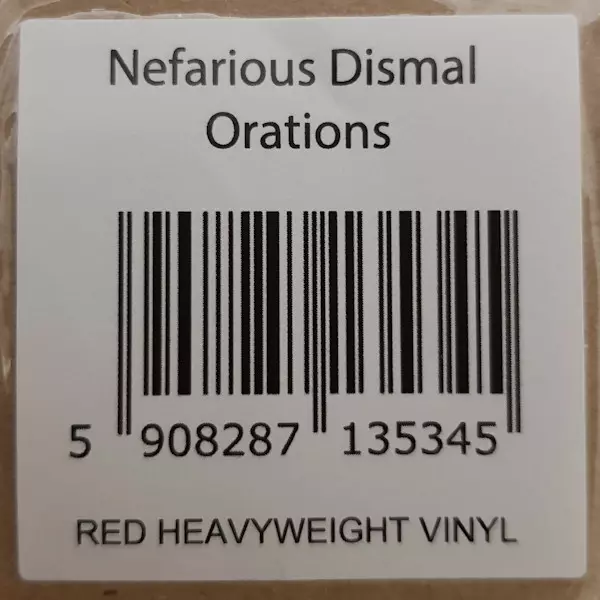 Nefarious Dismal
Orations
5 908287 135345
RED HEAVYWEIGHT VINYL